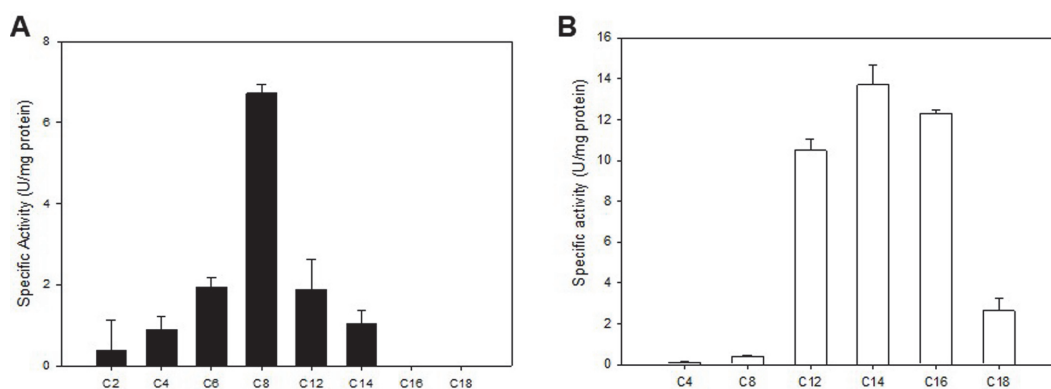 A
Specific Activity (U/mg protein)
8
6
4
2
0
C2 C4 C6 C8 C12 C14 C16 C18
B
Specific activity (U/mg protein)
16
14
12
10
8
6
4
2
0
C4 C8 C12 C14 C16 C18